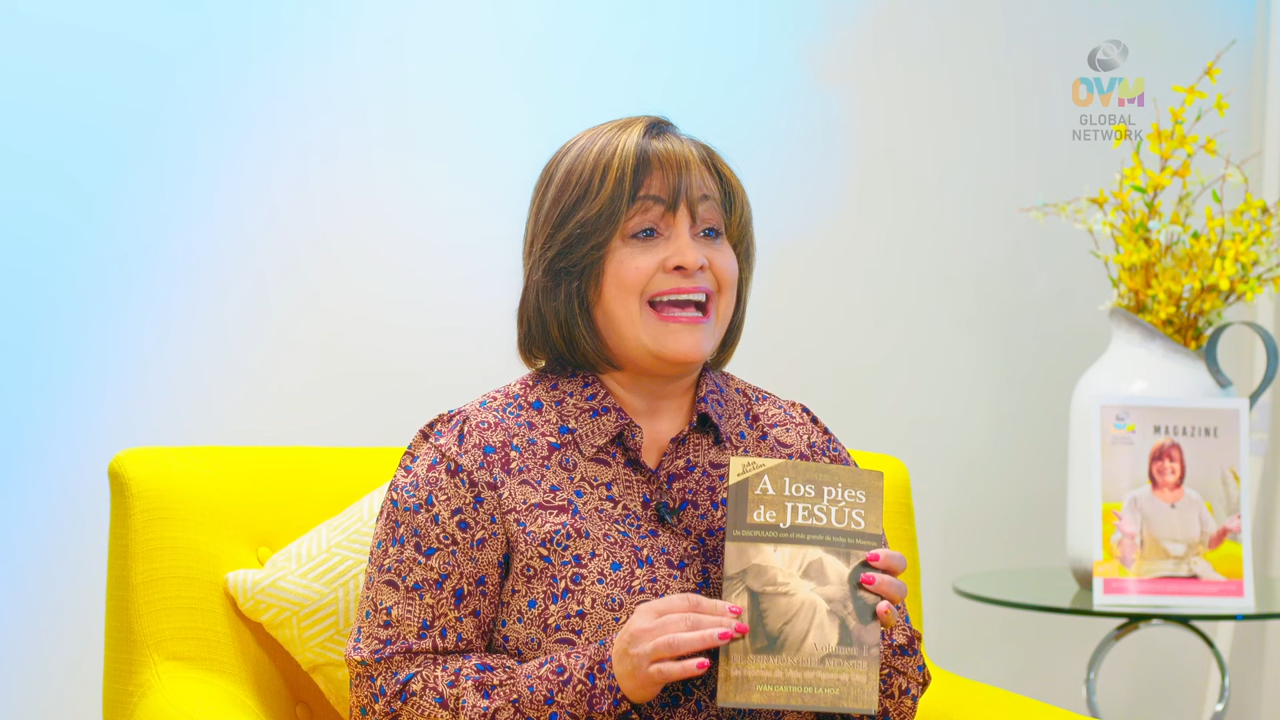 OVM
GLOBAL
NETWORK
MAGAZINE
2da
edición
A los pies
de JESÚS
Un DISCIPULADO con el más grande de todos los Maestros
Volumen 1
EL SERMÓN DEL MONTE
IVÁN CASTRO DE LA HOZ